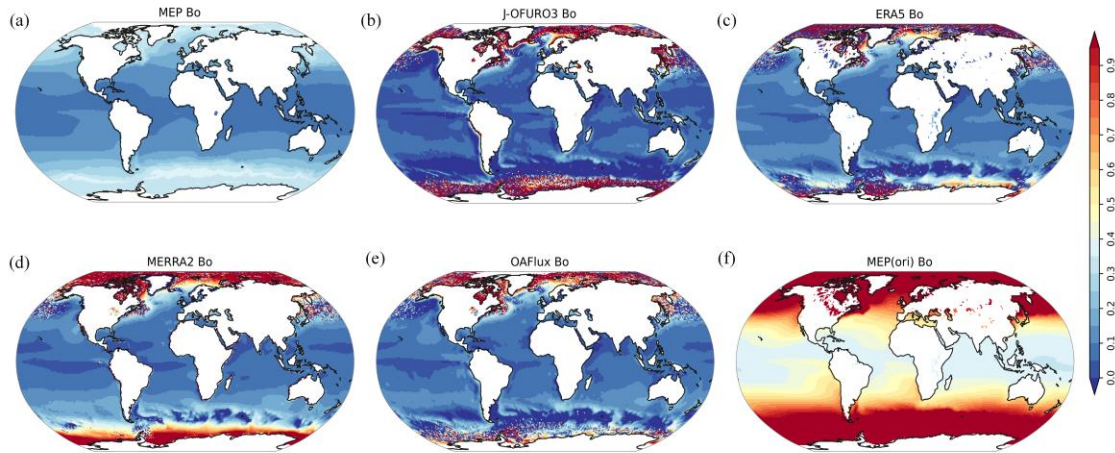 (a) MEP Bo
(b) J-OFURO3 Bo
(c) ERA5 Bo
(d) MERRA2 Bo
(e) OAFlux Bo
(f) MEP(ori) Bo
0.9
0.8
0.7
0.6
0.5
0.4
0.3
0.2
0.1
0.0